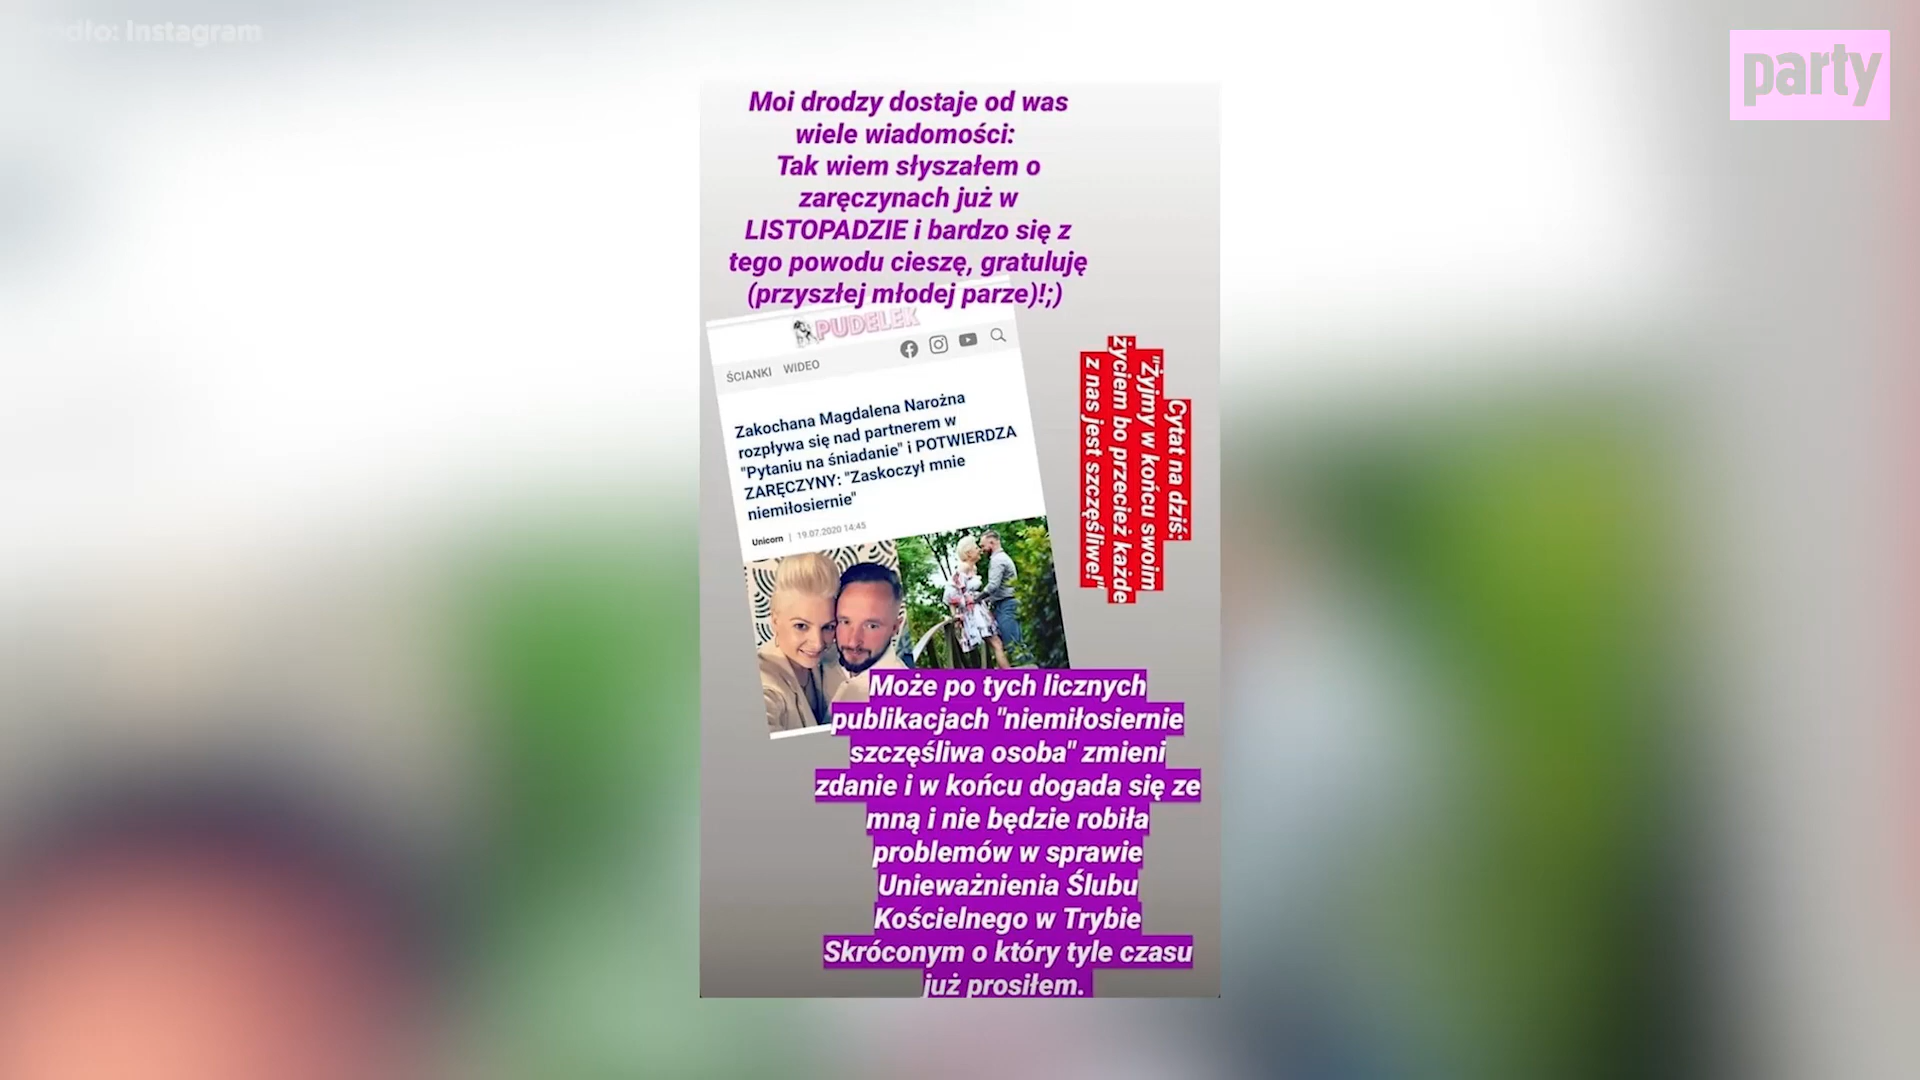 Instagram
party
Moi drodzy dostaje od was
wiele wiadomości:
Tak wiem słyszałem o
zaręczynach już w
LISTOPADZIE i bardzo się z
tego powodu cieszę, gratuluję
(przyszłej młodej parze)!;)
PUDELEK
ŚCIANKI WIDEO
Zakochana Magdalena Narożna
rozpływa się nad partnerem w
"Pytaniu na śniadanie" i POTWIERDZA
ZARĘCZYNY: "Zaskoczył mnie
niemiłosiernie"
Unicorn | 19.07.2020 14:45
Cytat na dziś:
"Żyjmy w końcu swoim
życiem bo przecież każde
z nas jest szczęśliwe!"
Może po tych licznych
publikacjach "niemiłosiernie
szczęśliwa osoba" zmieni
zdanie i w końcu dogada się ze
mną i nie będzie robiła
problemów w sprawie
Unieważnienia Ślubu
Kościelnego w Trybie
Skróconym o który tyle czasu
już prosiłem.